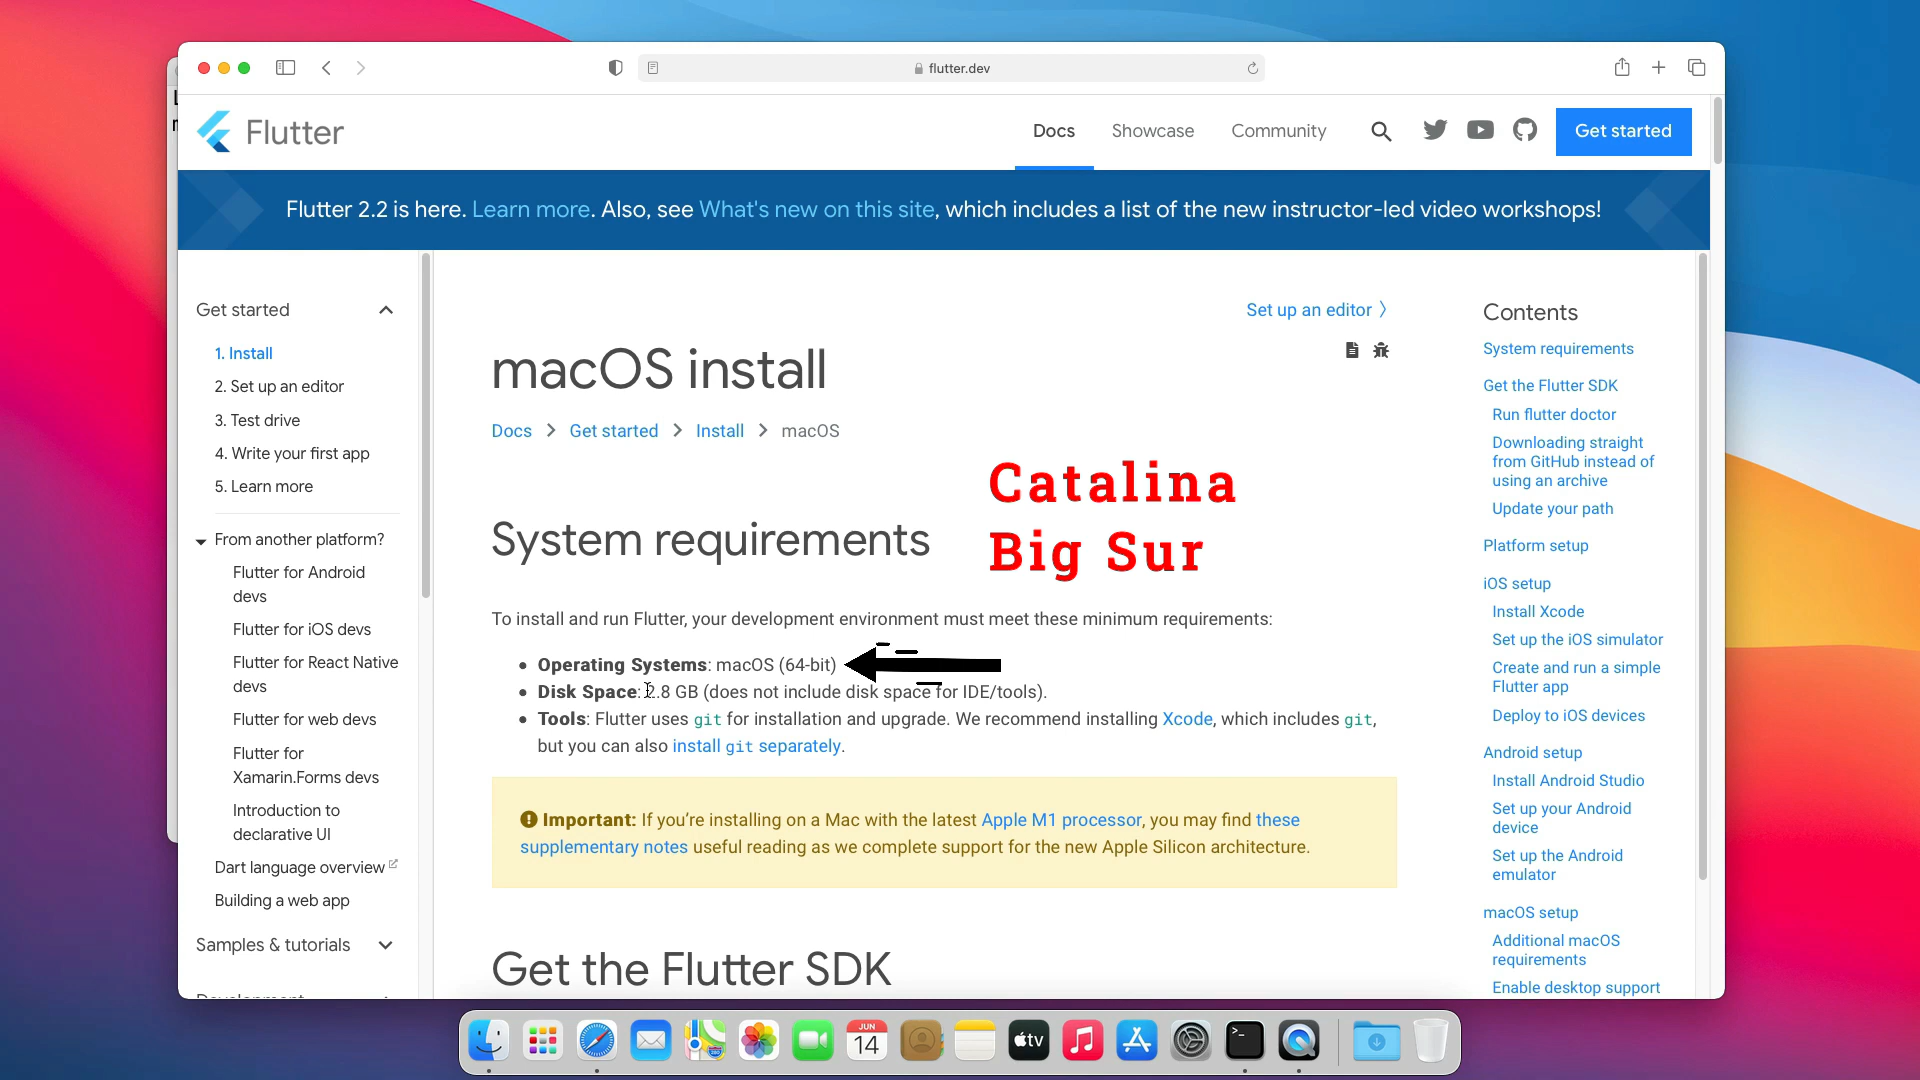 flutter.dev
Flutter
Docs
Showcase
Community
Get started
Flutter 2.2 is here. Learn more. Also, see What's new on this site, which includes a list of the new instructor-led video workshops!
Get started
1. Install
2. Set up an editor
3. Test drive
4. Write your first app
5. Learn more
From another platform?
Flutter for Android
devs
Flutter for iOS devs
Flutter for React Native
devs
Flutter for web devs
Flutter for
Xamarin.Forms devs
Introduction to
declarative UI
Dart language overview
Building a web app
Samples & tutorials
Set up an editor
macOS install
Docs > Get started > Install > macOS
Catalina
Big Sur
System requirements
To install and run Flutter, your development environment must meet these minimum requirements:
• Operating Systems: macOS (64-bit)
• Disk Space: 2.8 GB (does not include disk space for IDE/tools).
• Tools: Flutter uses git for installation and upgrade. We recommend installing Xcode, which includes git,
but you can also install git separately.
Important: If you're installing on a Mac with the latest Apple M1 processor, you may find these
supplementary notes useful reading as we complete support for the new Apple Silicon architecture.
Get the Flutter SDK
Contents
System requirements
Get the Flutter SDK
Run flutter doctor
Downloading straight
from GitHub instead of
using an archive
Update your path
Platform setup
iOS setup
Install Xcode
Set up the iOS simulator
Create and run a simple
Flutter app
Deploy to iOS devices
Android setup
Install Android Studio
Set up your Android
device
Set up the Android
emulator
macOS setup
Additional macOS
requirements
Enable desktop support
JUN
14
tv